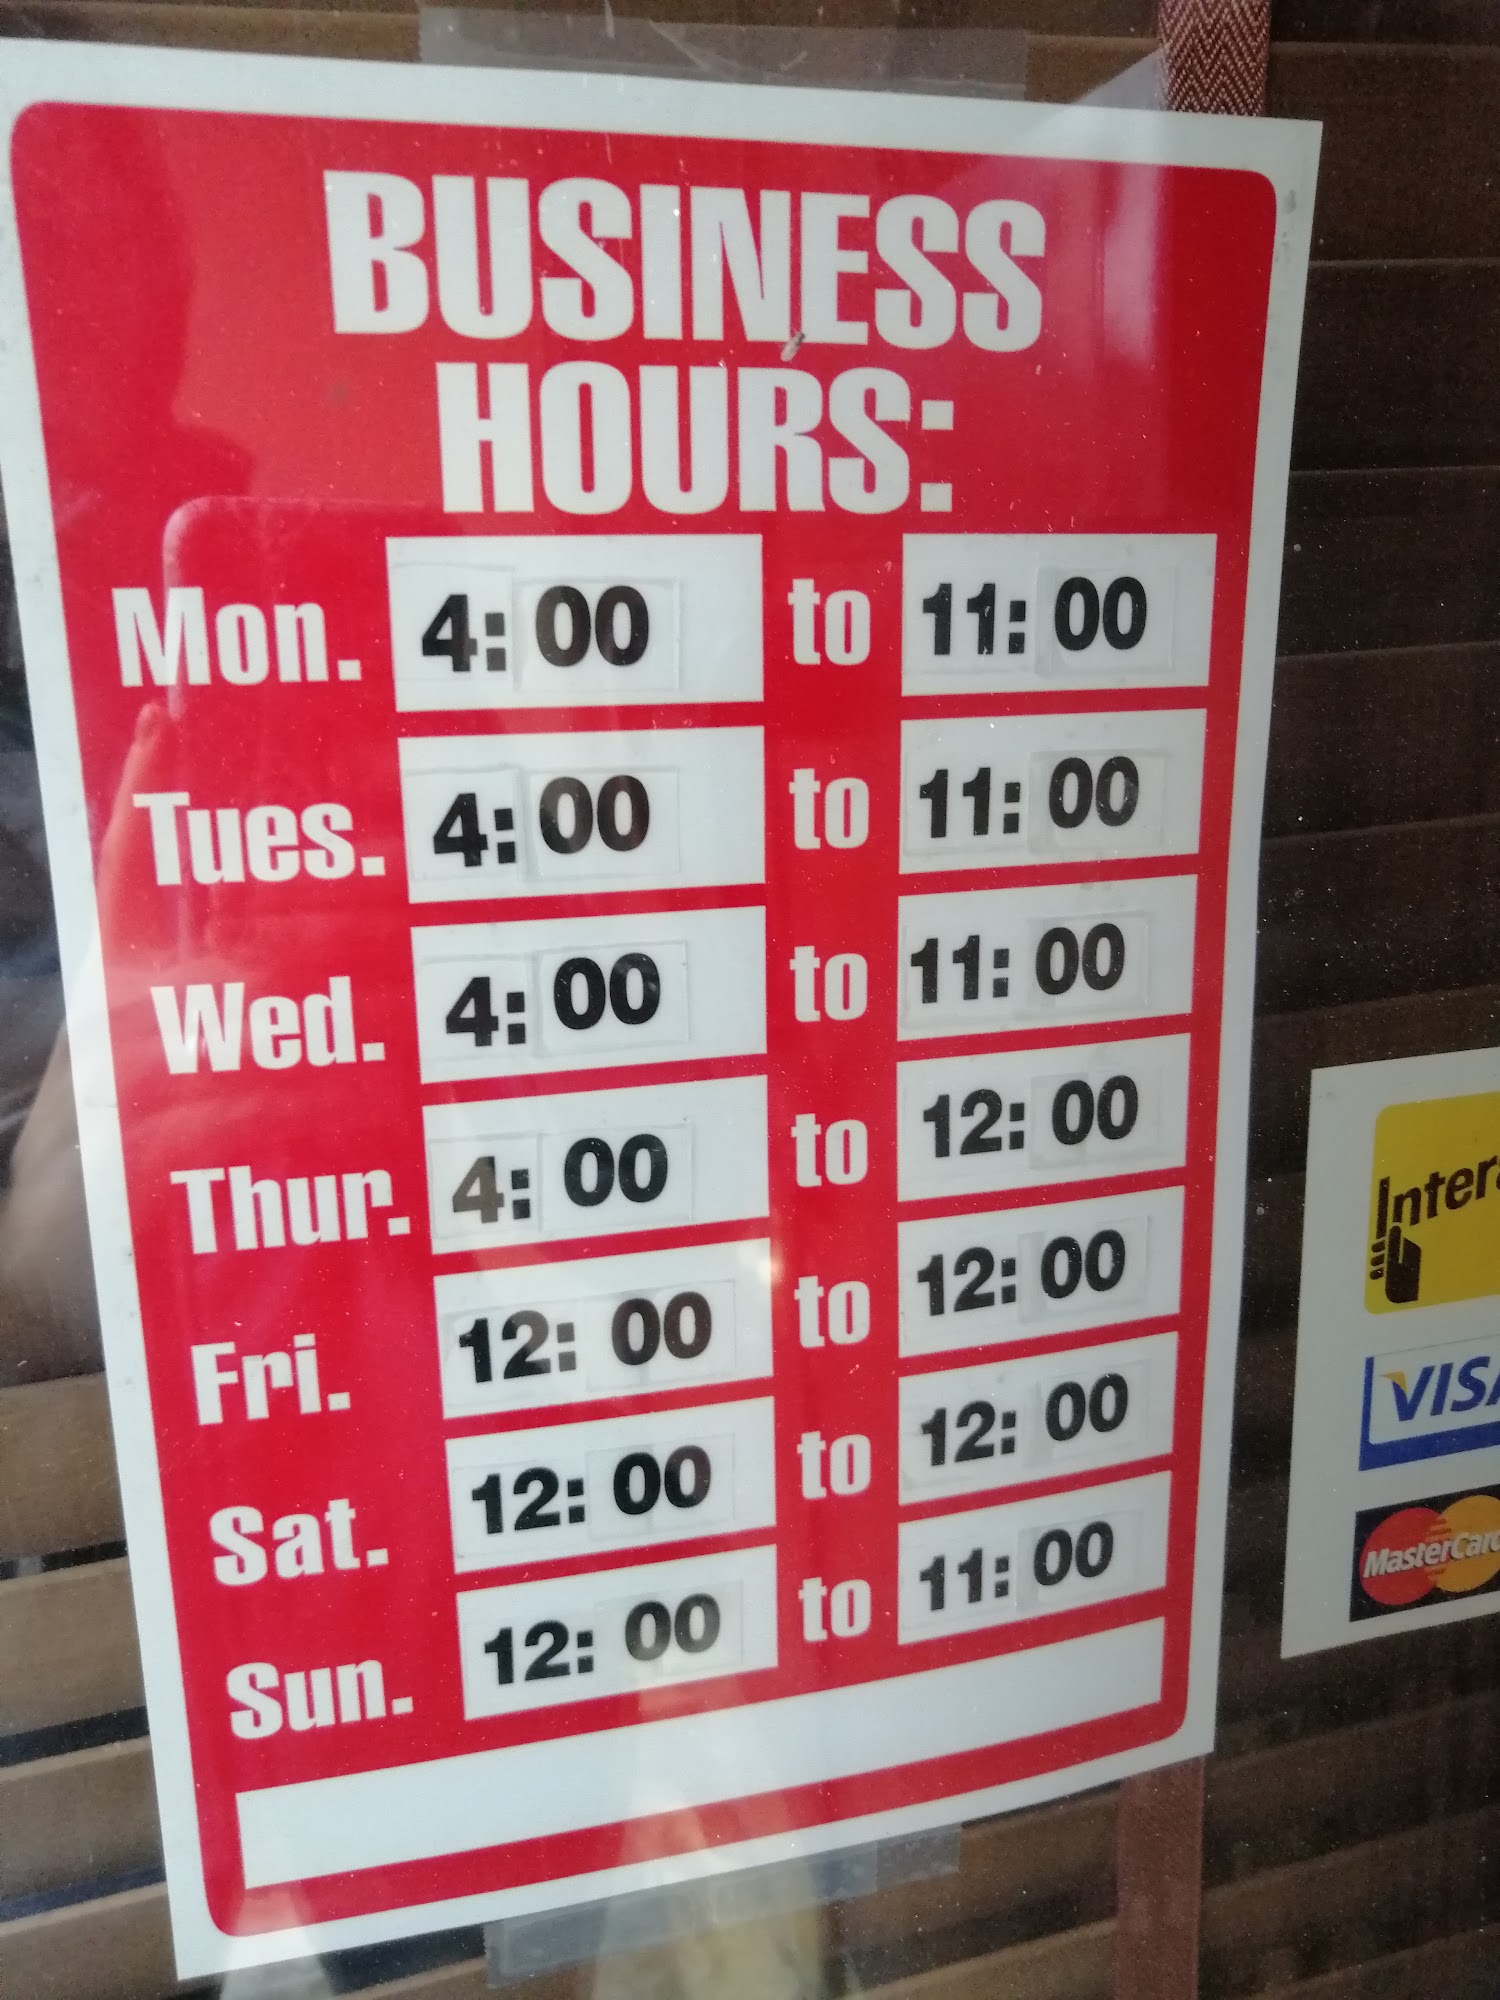 BUSINESS
HOURS:
Mon. 4:00 to 11:00
Tues. 4:00 to 11:00
Wed. 4:00 to 11:00
Thur. 4:00 to 12:00
Fri. 12:00 to 12:00
Sat. 12:00 to 12:00
Sun. 12:00 to 11:00
VISA
MasterCard